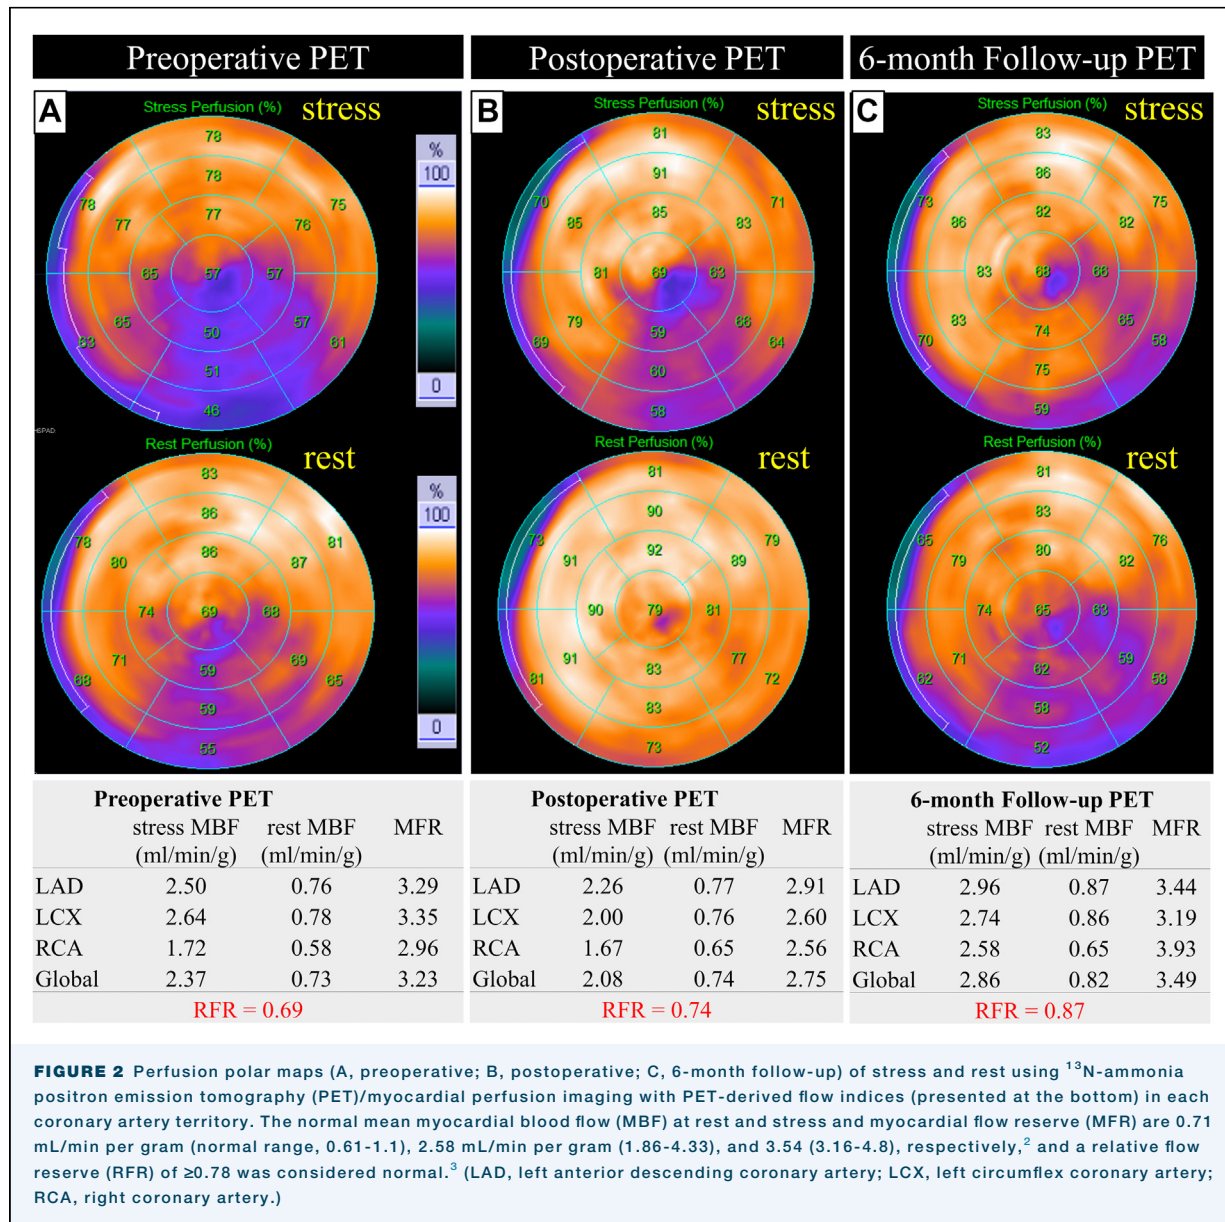 Preoperative PET
Postoperative PET
6-month Follow-up PET
A
Stress Perfusion (%)
stress
78
78
77
78
77
75
76
65
57
57
65
57
63
61
50
51
46
%
100
0
HSPAD:
Rest Perfusion (%)
rest
83
86
86
78
80
81
87
74
69
68
71
69
68
65
59
59
55
%
100
0
B
Stress Perfusion (%)
stress
81
91
85
70
85
71
83
81
69
63
79
66
69
64
59
60
58
Rest Perfusion (%)
rest
81
90
92
73
91
79
89
90
79
81
91
77
81
72
83
83
73
C
Stress Perfusion (%)
stress
83
86
82
73
86
75
82
83
68
66
83
65
70
58
74
75
59
Rest Perfusion (%)
rest
81
83
80
65
79
76
82
74
65
63
71
59
62
58
62
58
52
Preoperative PET
stress MBF rest MBF MFR
(ml/min/g) (ml/min/g)
LAD 2.50 0.76 3.29
LCX 2.64 0.78 3.35
RCA 1.72 0.58 2.96
Global 2.37 0.73 3.23
RFR = 0.69
Postoperative PET
stress MBF rest MBF MFR
(ml/min/g) (ml/min/g)
LAD 2.26 0.77 2.91
LCX 2.00 0.76 2.60
RCA 1.67 0.65 2.56
Global 2.08 0.74 2.75
RFR = 0.74
6-month Follow-up PET
stress MBF rest MBF MFR
(ml/min/g) (ml/min/g)
LAD 2.96 0.87 3.44
LCX 2.74 0.86 3.19
RCA 2.58 0.65 3.93
Global 2.86 0.82 3.49
RFR = 0.87
FIGURE 2 Perfusion polar maps (A, preoperative; B, postoperative; C, 6-month follow-up) of stress and rest using ¹³N-ammonia
positron emission tomography (PET)/myocardial perfusion imaging with PET-derived flow indices (presented at the bottom) in each
coronary artery territory. The normal mean myocardial blood flow (MBF) at rest and stress and myocardial flow reserve (MFR) are 0.71
mL/min per gram (normal range, 0.61-1.1), 2.58 mL/min per gram (1.86-4.33), and 3.54 (3.16-4.8), respectively,² and a relative flow
reserve (RFR) of ≥0.78 was considered normal.³ (LAD, left anterior descending coronary artery; LCX, left circumflex coronary artery;
RCA, right coronary artery.)